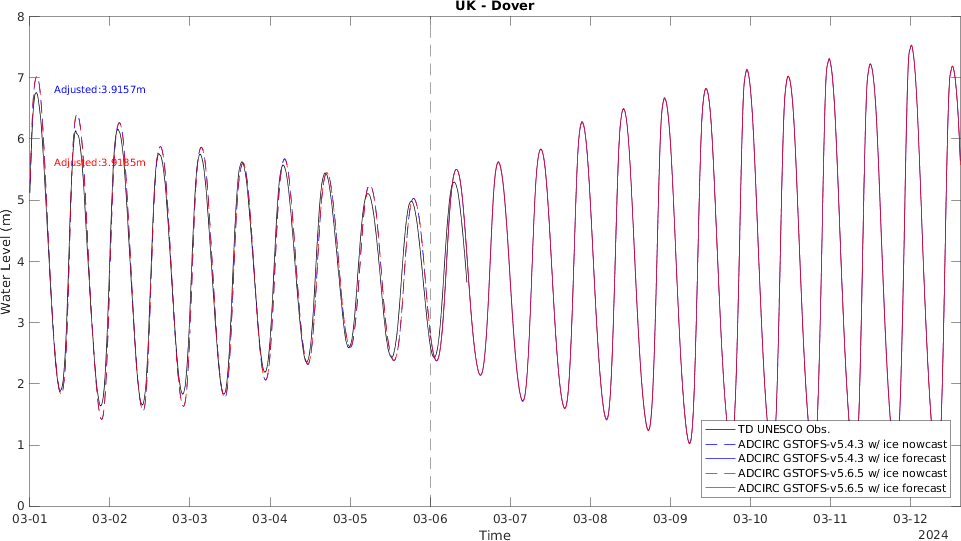 UK - Dover
8
7
6
5
4
3
2
1
0
Water Level (m)
Adjusted:3.9157m
Adjusted:3.9185m
TD UNESCO Obs.
ADCIRC GSTOFS-v5.4.3 w/ ice nowcast
ADCIRC GSTOFS-v5.4.3 w/ ice forecast
ADCIRC GSTOFS-v5.6.5 w/ ice nowcast
ADCIRC GSTOFS-v5.6.5 w/ ice forecast
03-01 03-02 03-03 03-04 03-05 03-06 03-07 03-08 03-09 03-10 03-11 03-12
Time
2024